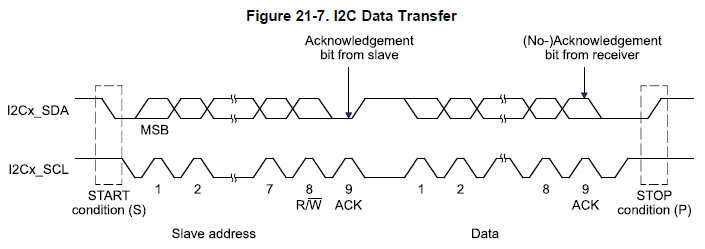 Figure 21-7. I2C Data Transfer
Acknowledgement
bit from slave
(No-)Acknowledgement
bit from receiver
I2Cx_SDA
MSB
I2Cx_SCL
1 2 7 8 9 1 2 8 9
START
condition (S)
R/W ACK
ACK
STOP
condition (P)
Slave address
Data